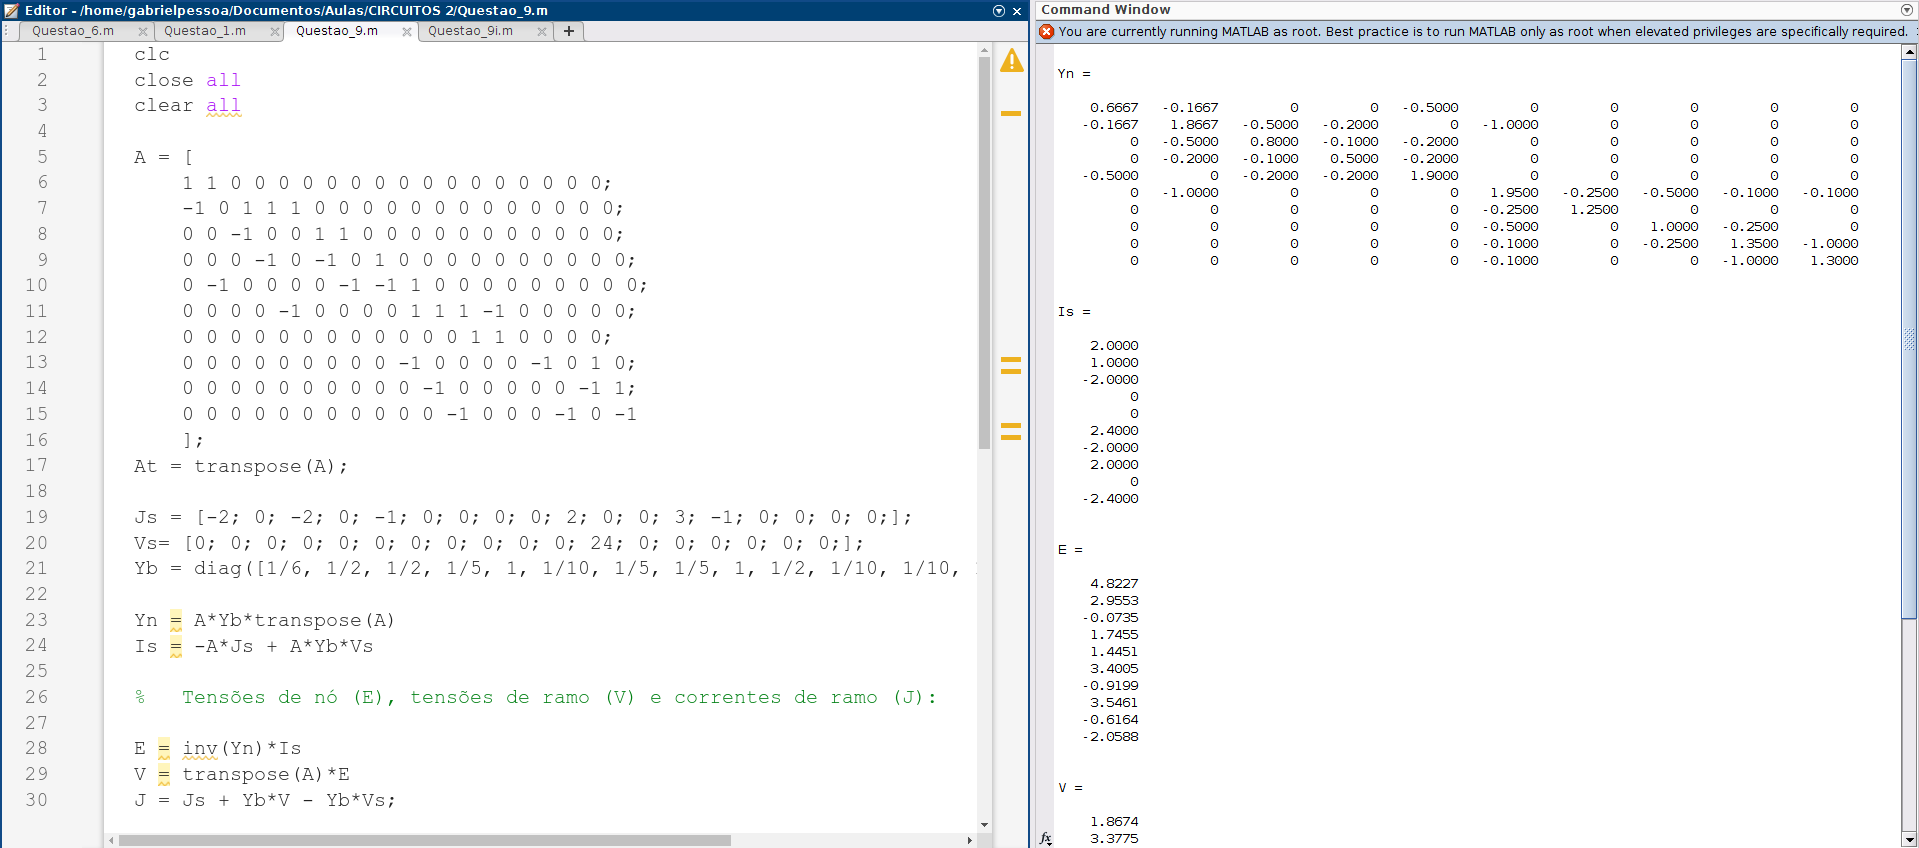 Editor - /home/gabrielpessoa/Documentos/Aulas/CIRCUITOS 2/Questao_9.m
Questao_6.m Questao_1.m Questao_9.m Questao_9i.m +
1 clc
2 close all
3 clear all
4
5 A = [
6 1 1 0 0 0 0 0 0 0 0 0 0 0 0 0 0 0 0;
7 -1 0 1 1 1 0 0 0 0 0 0 0 0 0 0 0 0 0;
8 0 0 -1 0 0 1 1 0 0 0 0 0 0 0 0 0 0 0;
9 0 0 0 -1 0 -1 0 1 0 0 0 0 0 0 0 0 0 0;
10 0 -1 0 0 0 0 -1 -1 1 0 0 0 0 0 0 0 0 0;
11 0 0 0 0 -1 0 0 0 0 1 1 1 -1 0 0 0 0 0;
12 0 0 0 0 0 0 0 0 0 0 0 0 1 1 0 0 0 0;
13 0 0 0 0 0 0 0 0 0 -1 0 0 0 0 -1 0 1 0;
14 0 0 0 0 0 0 0 0 0 0 -1 0 0 0 0 0 -1 1;
15 0 0 0 0 0 0 0 0 0 0 0 -1 0 0 0 -1 0 -1
16 ];
17 At = transpose(A);
18
19 Js = [-2; 0; -2; 0; -1; 0; 0; 0; 0; 2; 0; 0; 3; -1; 0; 0; 0; 0;];
20 Vs= [0; 0; 0; 0; 0; 0; 0; 0; 0; 0; 0; 24; 0; 0; 0; 0; 0; 0;];
21 Yb = diag([1/6, 1/2, 1/2, 1/5, 1, 1/10, 1/5, 1/5, 1, 1/2, 1/10, 1/10,
22
23 Yn = A*Yb*transpose(A)
24 Is = -A*Js + A*Yb*Vs
25
26 % Tensões de nó (E), tensões de ramo (V) e correntes de ramo (J):
27
28 E = inv(Yn)*Is
29 V = transpose(A)*E
30 J = Js + Yb*V - Yb*Vs;
Command Window
You are currently running MATLAB as root. Best practice is to run MATLAB only as root when elevated privileges are specifically required.
Yn =
0.6667 -0.1667 0 0 -0.5000 0 0 0 0 0
-0.1667 1.8667 -0.5000 -0.2000 0 -1.0000 0 0 0 0
0 -0.5000 0.8000 -0.1000 -0.2000 0 0 0 0 0
0 -0.2000 -0.1000 0.5000 -0.2000 0 0 0 0 0
-0.5000 0 -0.2000 -0.2000 1.9000 0 0 0 0 0
0 -1.0000 0 0 0 1.9500 -0.2500 -0.5000 -0.1000 -0.1000
0 0 0 0 0 -0.2500 1.2500 0 0 0
0 0 0 0 0 -0.5000 0 1.0000 -0.2500 0
0 0 0 0 0 -0.1000 0 -0.2500 1.3500 -1.0000
0 0 0 0 0 -0.1000 0 0 -1.0000 1.3000
Is =
2.0000
1.0000
-2.0000
0
0
2.4000
-2.0000
2.0000
0
-2.4000
E =
4.8227
2.9553
-0.0735
1.7455
1.4451
3.4005
-0.9199
3.5461
-0.6164
-2.0588
V =
1.8674
3.3775
fx